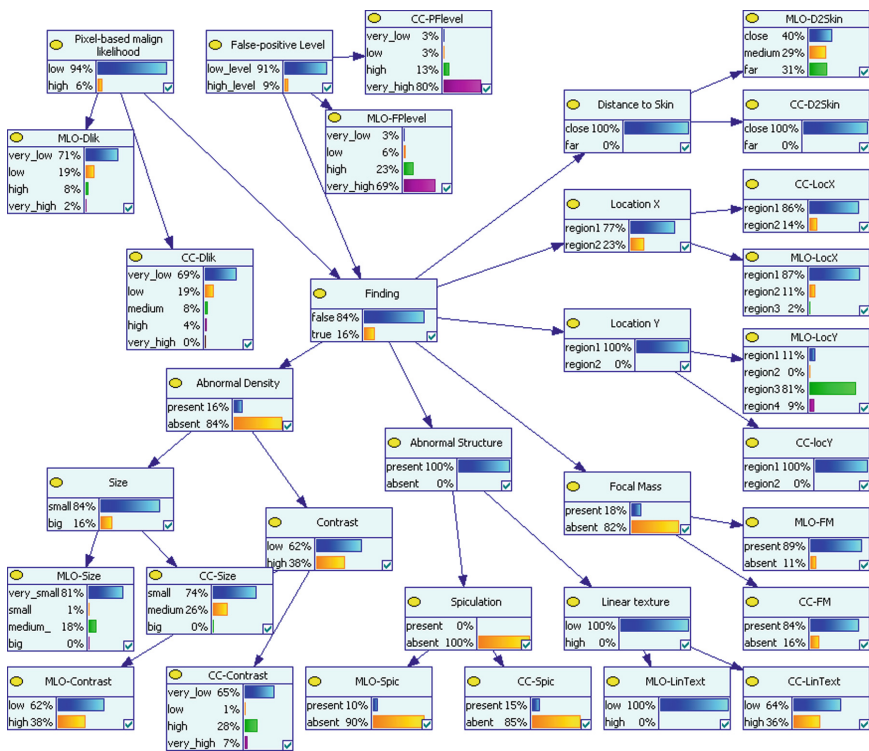 Pixel-based malign
likelihood
low 94%
high 6%
False-positive Level
low_level 91%
high_level 9%
CC-PFlevel
very_low 3%
low 3%
high 13%
very_high 80%
MLO-FPlevel
very_low 3%
low 6%
high 23%
very_high 69%
MLO-D2Skin
close 40%
medium 29%
far 31%
Distance to Skin
close 100%
far 0%
CC-D2Skin
close 100%
far 0%
MLO-Dlik
very_low 71%
low 19%
high 8%
very_high 2%
Location X
region1 77%
region2 23%
CC-LocX
region1 86%
region2 14%
CC-Dlik
very_low 69%
low 19%
medium 8%
high 4%
very_high 0%
MLO-LocX
region1 87%
region2 11%
region3 2%
Finding
false 84%
true 16%
Location Y
region1 100%
region2 0%
MLO-LocY
region1 11%
region2 0%
region3 81%
region4 9%
Abnormal Density
present 16%
absent 84%
Abnormal Structure
present 100%
absent 0%
CC-locY
region1 100%
region2 0%
Size
small 84%
big 16%
Focal Mass
present 18%
absent 82%
Contrast
low 62%
high 38%
MLO-FM
present 89%
absent 11%
MLO-Size
very_small 81%
small 1%
medium_ 18%
big 0%
CC-Size
small 74%
medium 26%
big 0%
Spiculation
present 0%
absent 100%
Linear texture
low 100%
high 0%
CC-FM
present 84%
absent 16%
MLO-Contrast
low 62%
high 38%
CC-Contrast
very_low 65%
low 1%
high 28%
very_high 7%
MLO-Spic
present 10%
absent 90%
CC-Spic
present 15%
abent 85%
MLO-LinText
low 100%
high 0%
CC-LinText
low 64%
high 36%